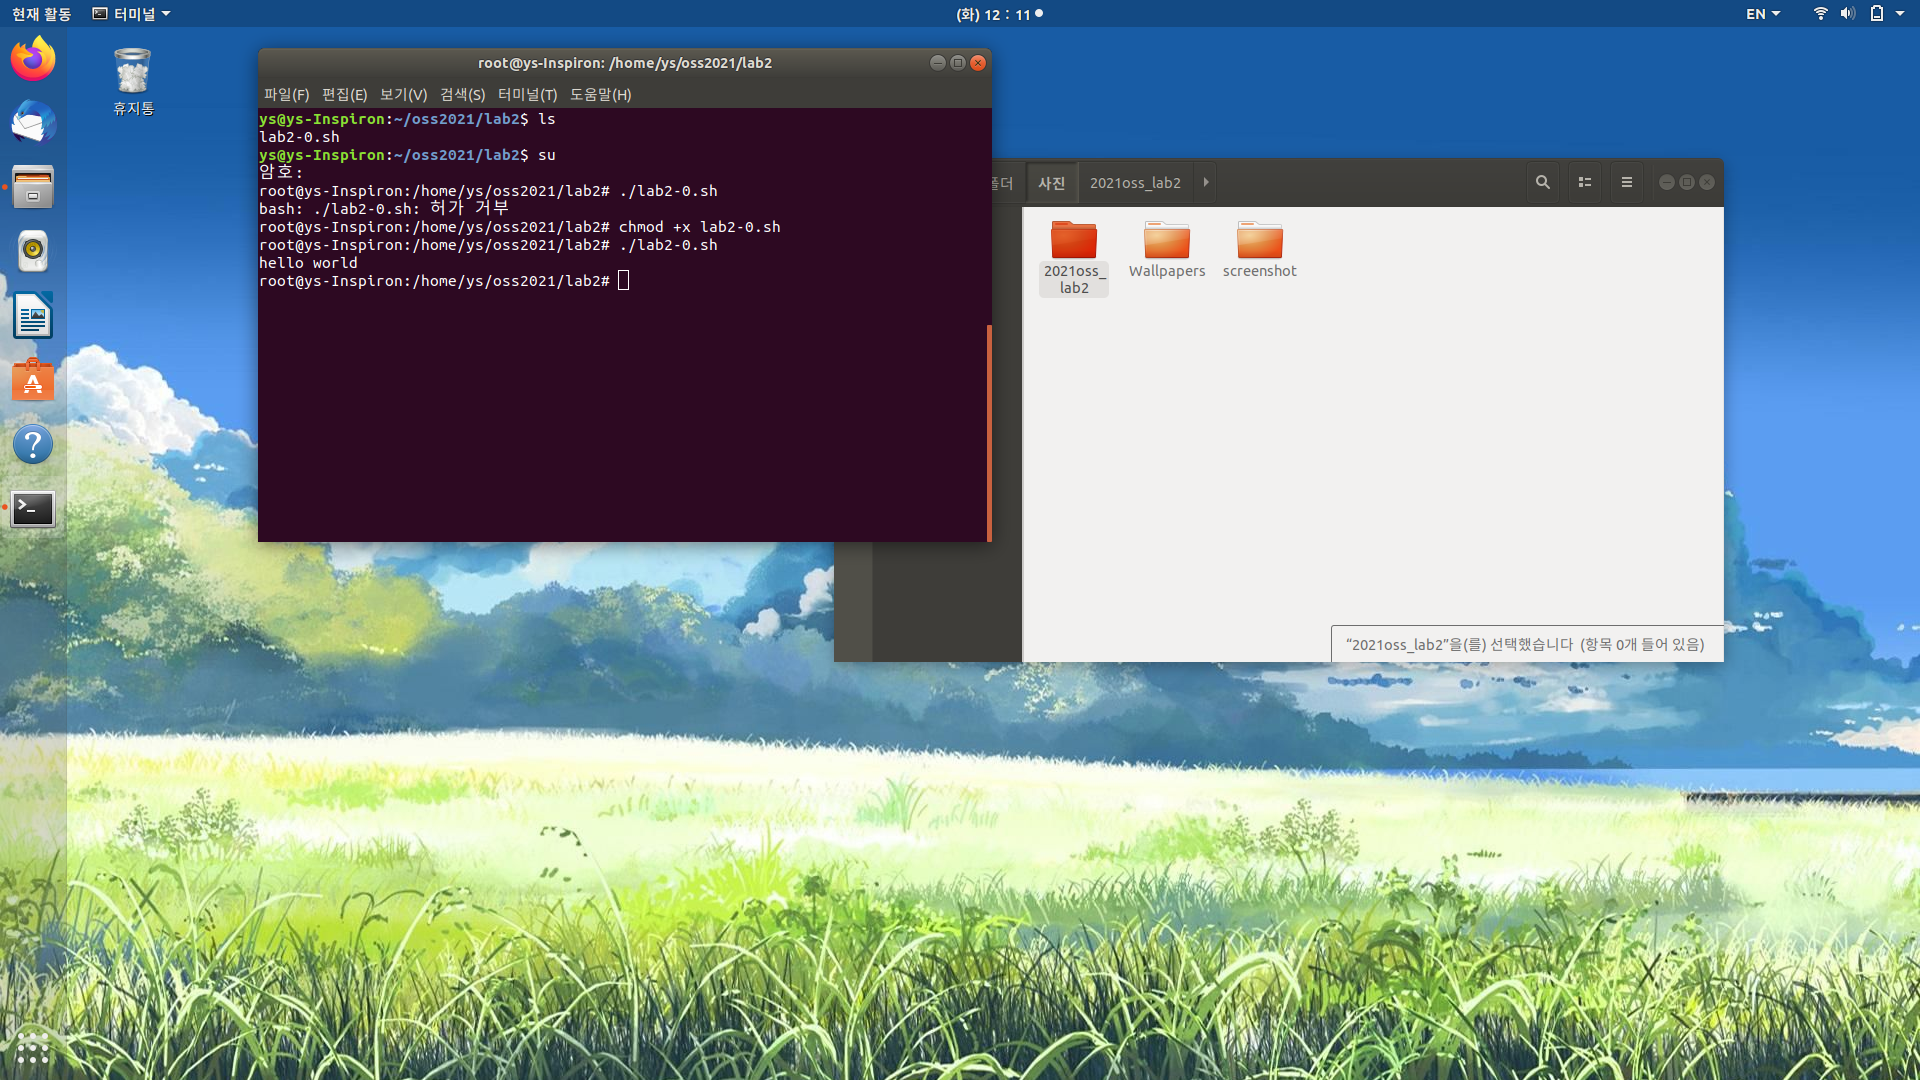 현재 활동
터미널
(화) 12 : 11
EN
휴지통
root@ys-Inspiron: /home/ys/oss2021/lab2
파일(F) 편집(E) 보기(V) 검색(S) 터미널(T) 도움말(H)
ys@ys-Inspiron:~/oss2021/lab2$ ls
lab2-0.sh
ys@ys-Inspiron:~/oss2021/lab2$ su
암호:
root@ys-Inspiron:/home/ys/oss2021/lab2# ./lab2-0.sh
bash: ./lab2-0.sh: 허가 거부
root@ys-Inspiron:/home/ys/oss2021/lab2# chmod +x lab2-0.sh
root@ys-Inspiron:/home/ys/oss2021/lab2# ./lab2-0.sh
hello world
root@ys-Inspiron:/home/ys/oss2021/lab2#
폴더 사진 2021oss_lab2
2021oss_
lab2
Wallpapers
screenshot
“2021oss_lab2”을(를) 선택했습니다 (항목 0개 들어 있음)